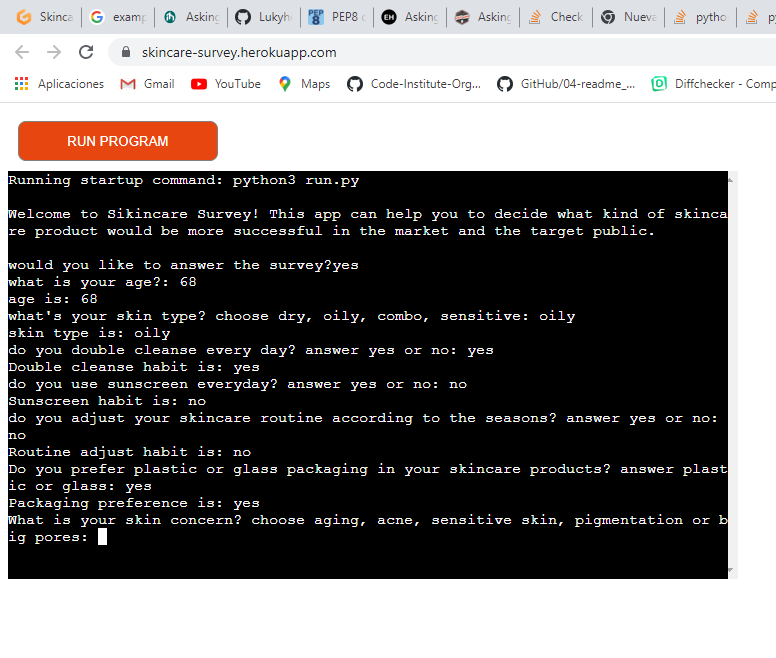 Skinca
examp
Asking
Lukyh
PEP8 c
Asking
Asking
Check
Nueva
pytho
py
skincare-survey.herokuapp.com
Aplicaciones
Gmail
YouTube
Maps
Code-Institute-Org...
GitHub/04-readme_...
Diffchecker - Comp
RUN PROGRAM
Running startup command: python3 run.py
Welcome to Sikincare Survey! This app can help you to decide what kind of skinca
re product would be more successful in the market and the target public.
would you like to answer the survey?yes
what is your age?: 68
age is: 68
what's your skin type? choose dry, oily, combo, sensitive: oily
skin type is: oily
do you double cleanse every day? answer yes or no: yes
Double cleanse habit is: yes
do you use sunscreen everyday? answer yes or no: no
Sunscreen habit is: no
do you adjust your skincare routine according to the seasons? answer yes or no:
no
Routine adjust habit is: no
Do you prefer plastic or glass packaging in your skincare products? answer plast
ic or glass: yes
Packaging preference is: yes
What is your skin concern? choose aging, acne, sensitive skin, pigmentation or b
ig pores: